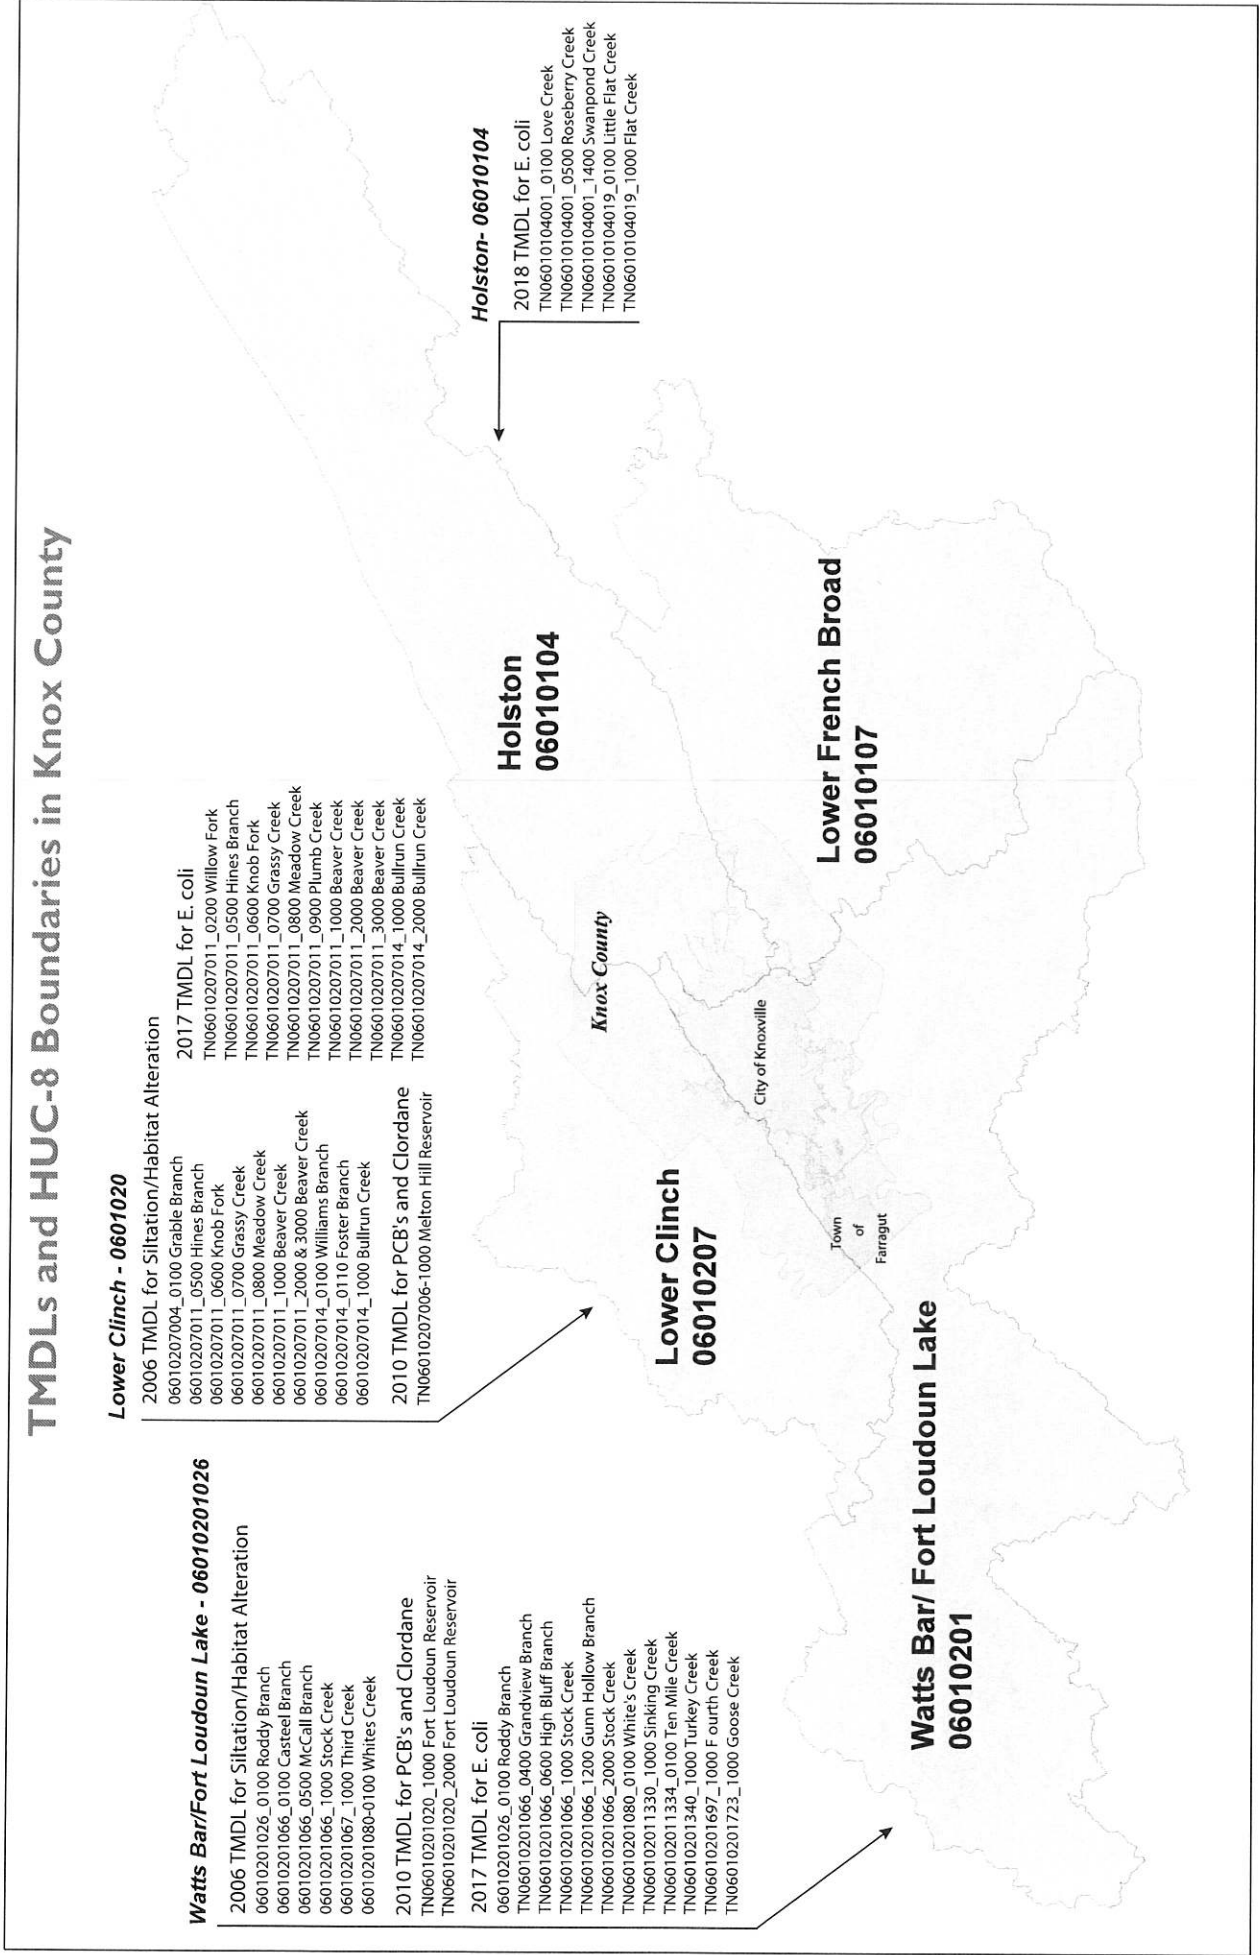 TMDLs and HUC-8 Boundaries in Knox County
Watts Bar/Fort Loudoun Lake - 06010201026
2006 TMDL for Siltation/Habitat Alteration
06010201026_0100 Roddy Branch
06010201066_0100 Casteel Branch
06010201066_0500 McCall Branch
06010201066_1000 Stock Creek
06010201067_1000 Third Creek
06010201080-0100 Whites Creek
2010 TMDL for PCB's and Clordane
TN06010201020_1000 Fort Loudoun Reservoir
TN06010201020_2000 Fort Loudoun Reservoir
2017 TMDL for E. coli
06010201026_0100 Roddy Branch
TN06010201066_0400 Grandview Branch
TN06010201066_0600 High Bluff Branch
TN06010201066_1000 Stock Creek
TN06010201066_1200 Gunn Hollow Branch
TN06010201066_2000 Stock Creek
TN06010201080_0100 White's Creek
TN060102011330_1000 Sinking Creek
TN060102011334_0100 Ten Mile Creek
TN06010201340_1000 Turkey Creek
TN06010201697_1000 F ourth Creek
TN06010201723_1000 Goose Creek
Lower Clinch - 0601020
2006 TMDL for Siltation/Habitat Alteration
06010207004_0100 Grable Branch
06010207011_0500 Hines Branch
06010207011_0600 Knob Fork
06010207011_0700 Grassy Creek
06010207011_0800 Meadow Creek
06010207011_1000 Beaver Creek
06010207011_2000 & 3000 Beaver Creek
06010207014_0100 Williams Branch
06010207014_0110 Foster Branch
06010207014_1000 Bullrun Creek
2010 TMDL for PCB's and Clordane
TN06010207006-1000 Melton Hill Reservoir
2017 TMDL for E. coli
TN06010207011_0200 Willow Fork
TN06010207011_0500 Hines Branch
TN06010207011_0600 Knob Fork
TN06010207011_0700 Grassy Creek
TN06010207011_0800 Meadow Creek
TN06010207011_0900 Plumb Creek
TN06010207011_1000 Beaver Creek
TN06010207011_2000 Beaver Creek
TN06010207011_3000 Beaver Creek
TN06010207014_1000 Bullrun Creek
TN06010207014_2000 Bullrun Creek
Holston- 06010104
2018 TMDL for E. coli
TN06010104001_0100 Love Creek
TN06010104001_0500 Roseberry Creek
TN06010104001_1400 Swanpond Creek
TN06010104019_0100 Little Flat Creek
TN06010104019_1000 Flat Creek
Holston
06010104
Knox County
Lower Clinch
06010207
City of Knoxville
Lower French Broad
06010107
Town
of
Farragut
Watts Bar/ Fort Loudoun Lake
06010201